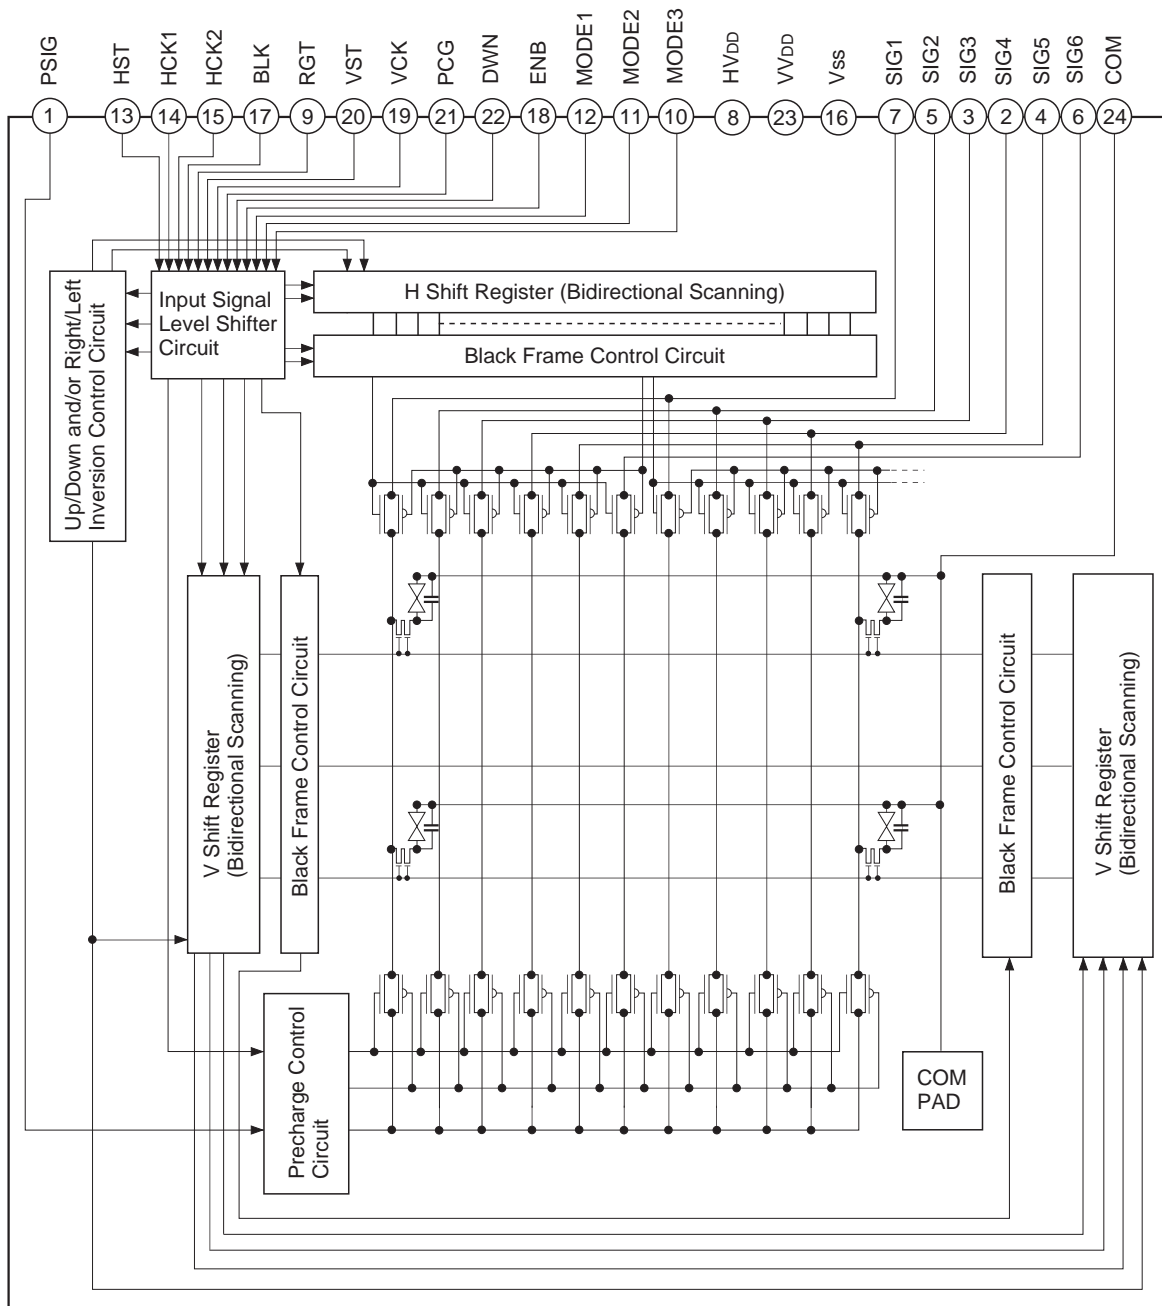 PSIG
HST
HCK1
HCK2
BLK
RGT
VST
VCK
PCG
DWN
ENB
MODE1
MODE2
MODE3
HVDD
VVDD
Vss
SIG1
SIG2
SIG3
SIG4
SIG5
SIG6
COM
1
13
14
15
17
9
20
19
21
22
18
12
11
10
8
23
16
7
5
3
2
4
6
24
Up/Down and/or Right/Left
Inversion Control Circuit
Input Signal
Level Shifter
Circuit
H Shift Register (Bidirectional Scanning)
Black Frame Control Circuit
V Shift Register
(Bidirectional Scanning)
Black Frame Control Circuit
Black Frame Control Circuit
V Shift Register
(Bidirectional Scanning)
Precharge Control
Circuit
COM
PAD